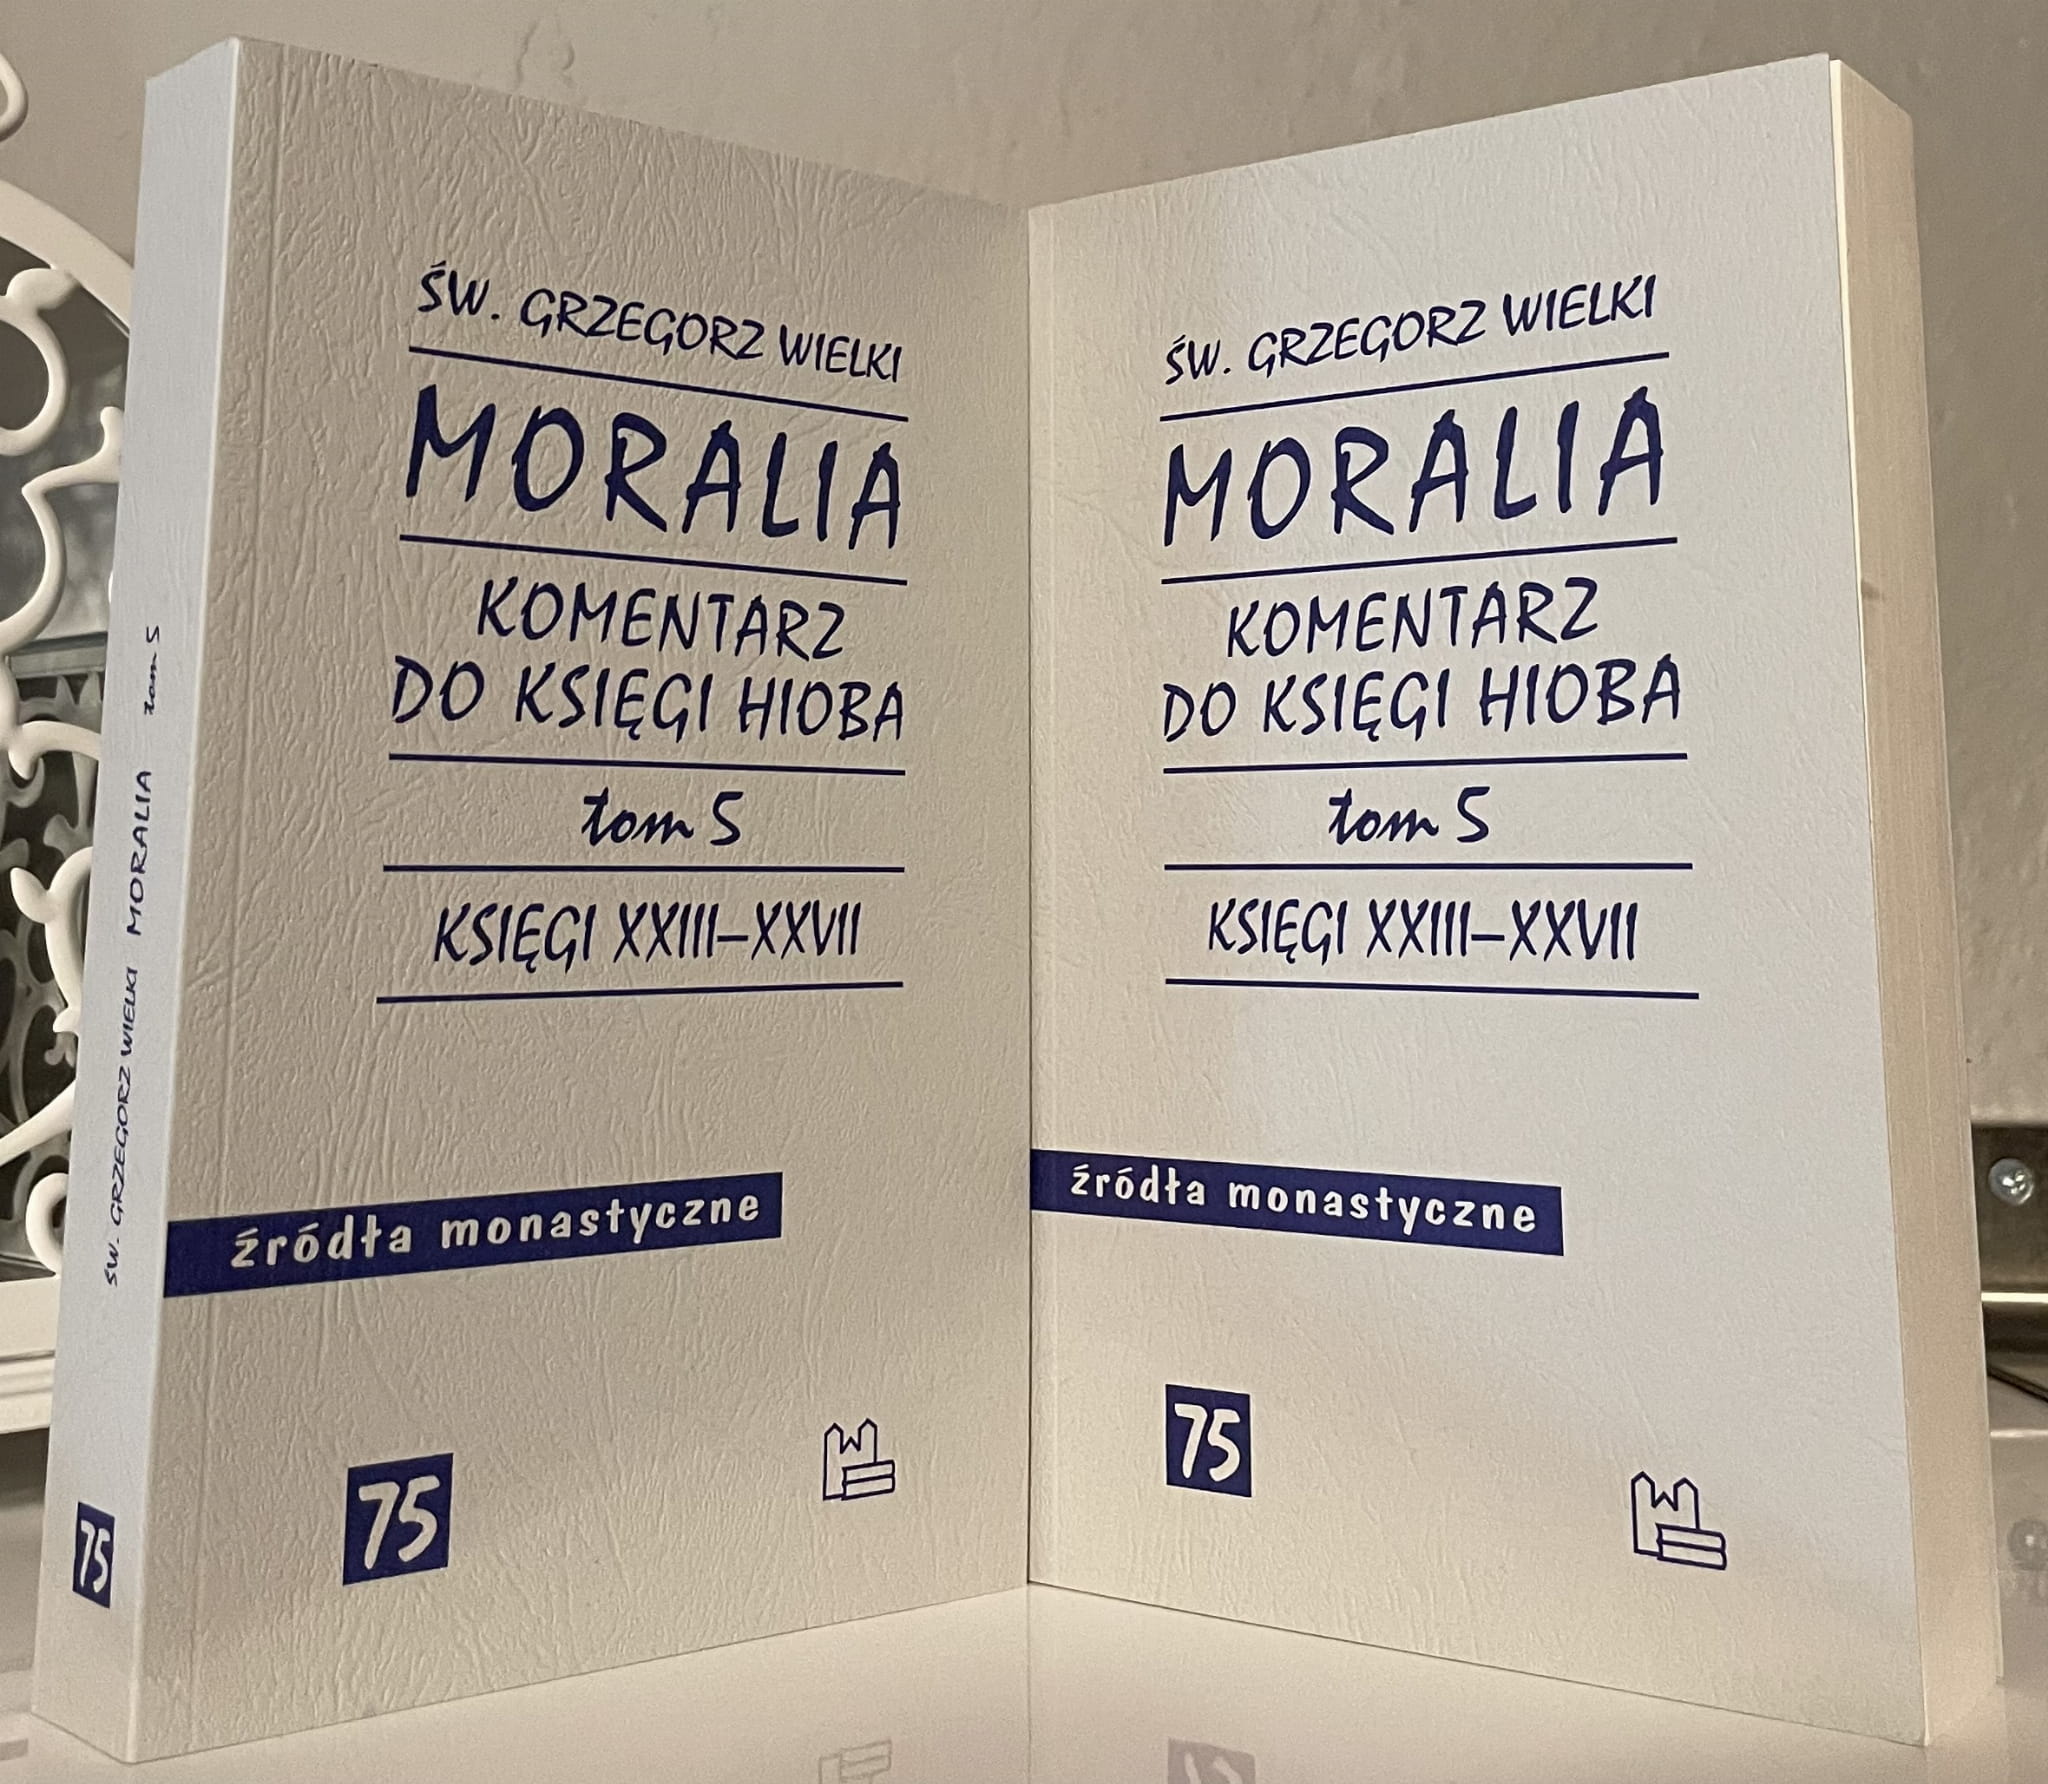 ŚW. GRZEGORZ WIELKI MORALIA tom 5
75
ŚW. GRZEGORZ WIELKI
MORALIA
KOMENTARZ
DO KSIĘGI HIOBA
tom 5
KSIĘGI XXIII–XXVII
źródła monastyczne
75
ŚW. GRZEGORZ WIELKI
MORALIA
KOMENTARZ
DO KSIĘGI HIOBA
tom 5
KSIĘGI XXIII–XXVII
źródła monastyczne
75